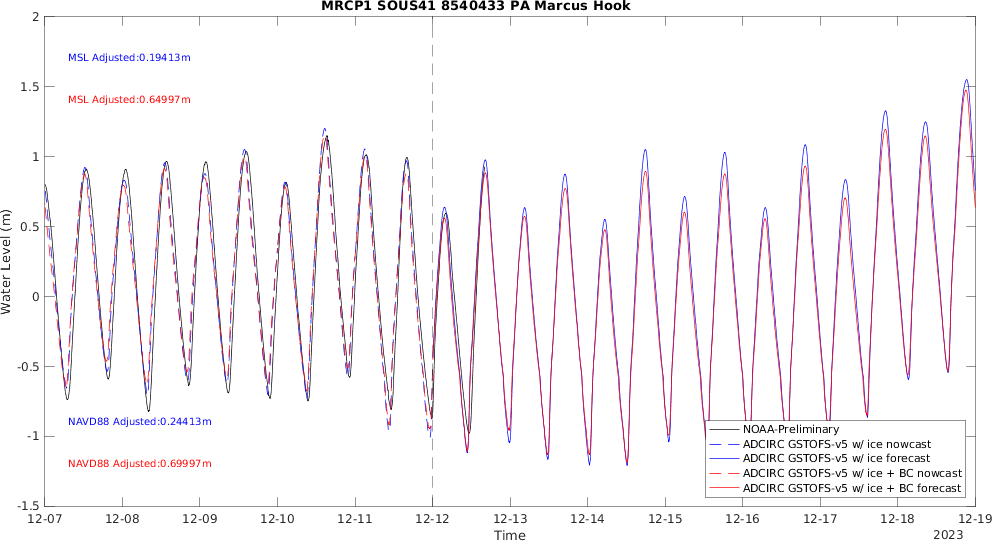 MRCP1 SOUS41 8540433 PA Marcus Hook
2
1.5
1
0.5
0
-0.5
-1
-1.5
Water Level (m)
MSL Adjusted:0.19413m
MSL Adjusted:0.64997m
NAVD88 Adjusted:0.24413m
NAVD88 Adjusted:0.69997m
NOAA-Preliminary
ADCIRC GSTOFS-v5 w/ ice nowcast
ADCIRC GSTOFS-v5 w/ ice forecast
ADCIRC GSTOFS-v5 w/ ice + BC nowcast
ADCIRC GSTOFS-v5 w/ ice + BC forecast
12-07 12-08 12-09 12-10 12-11 12-12 12-13 12-14 12-15 12-16 12-17 12-18 12-19
Time
2023